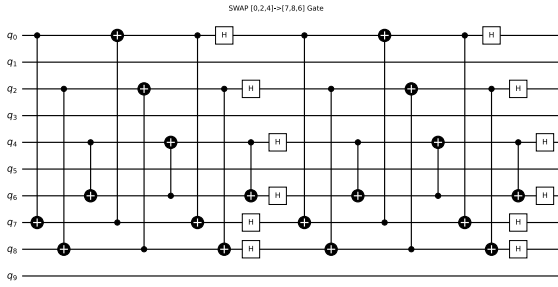 SWAP [0,2,4]->[7,8,6] Gate
q0 H H
q1
q2 H H
q3
q4 H H
q5
q6 H H
q7 H H
q8 H H
q9